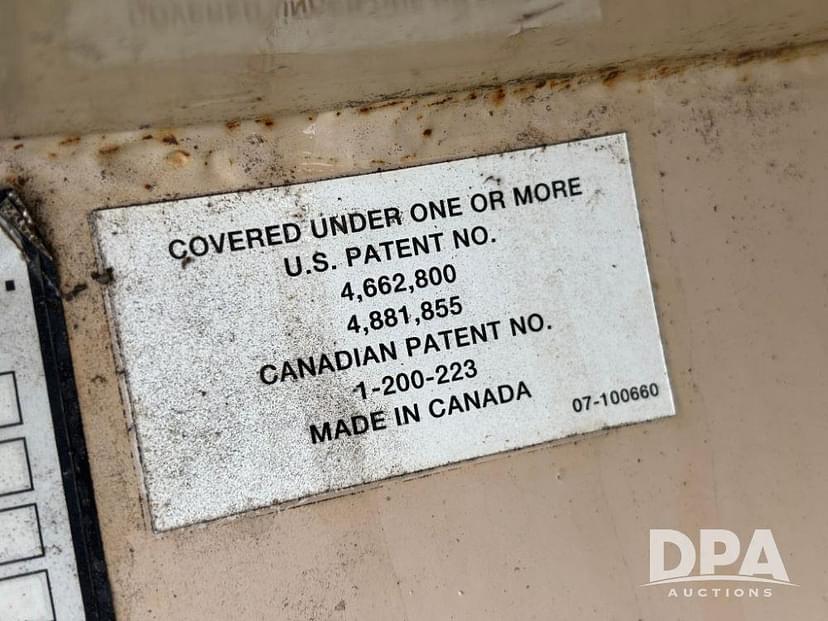 COVERED UNDER ONE OR MORE
U.S. PATENT NO.
4,662,800
4,881,855
CANADIAN PATENT NO.
1-200-223
MADE IN CANADA
07-100660
DPA
AUCTIONS